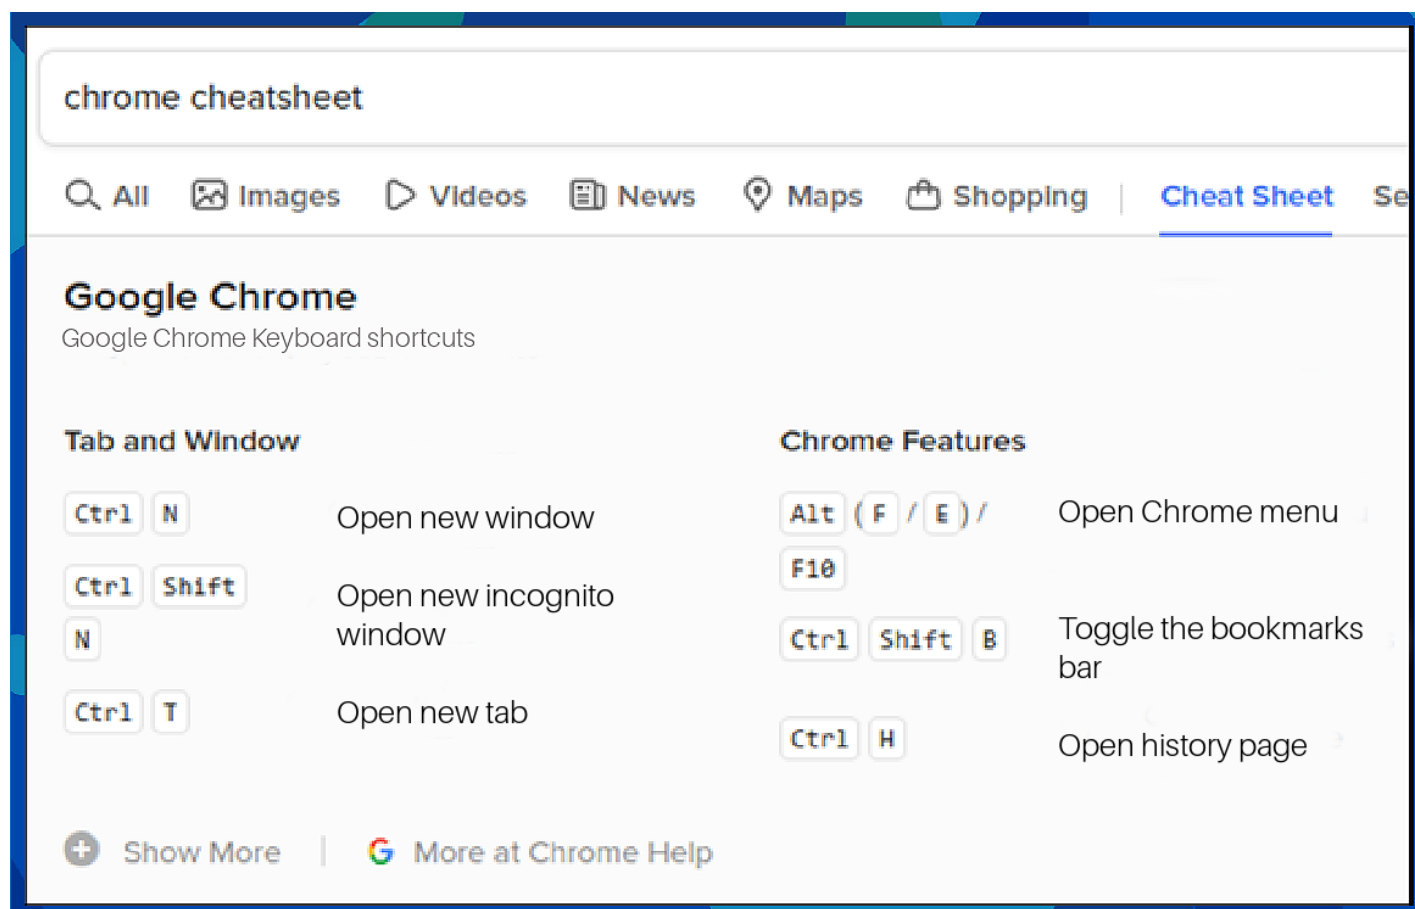 chrome cheatsheet
All Images Videos News Maps Shopping | Cheat Sheet Se
Google Chrome
Google Chrome Keyboard shortcuts
Tab and Window
Ctrl N Open new window
Ctrl Shift N Open new incognito
window
Ctrl T Open new tab
Chrome Features
Alt ( F / E ) / F10 Open Chrome menu
Ctrl Shift B Toggle the bookmarks
bar
Ctrl H Open history page
Show More | More at Chrome Help